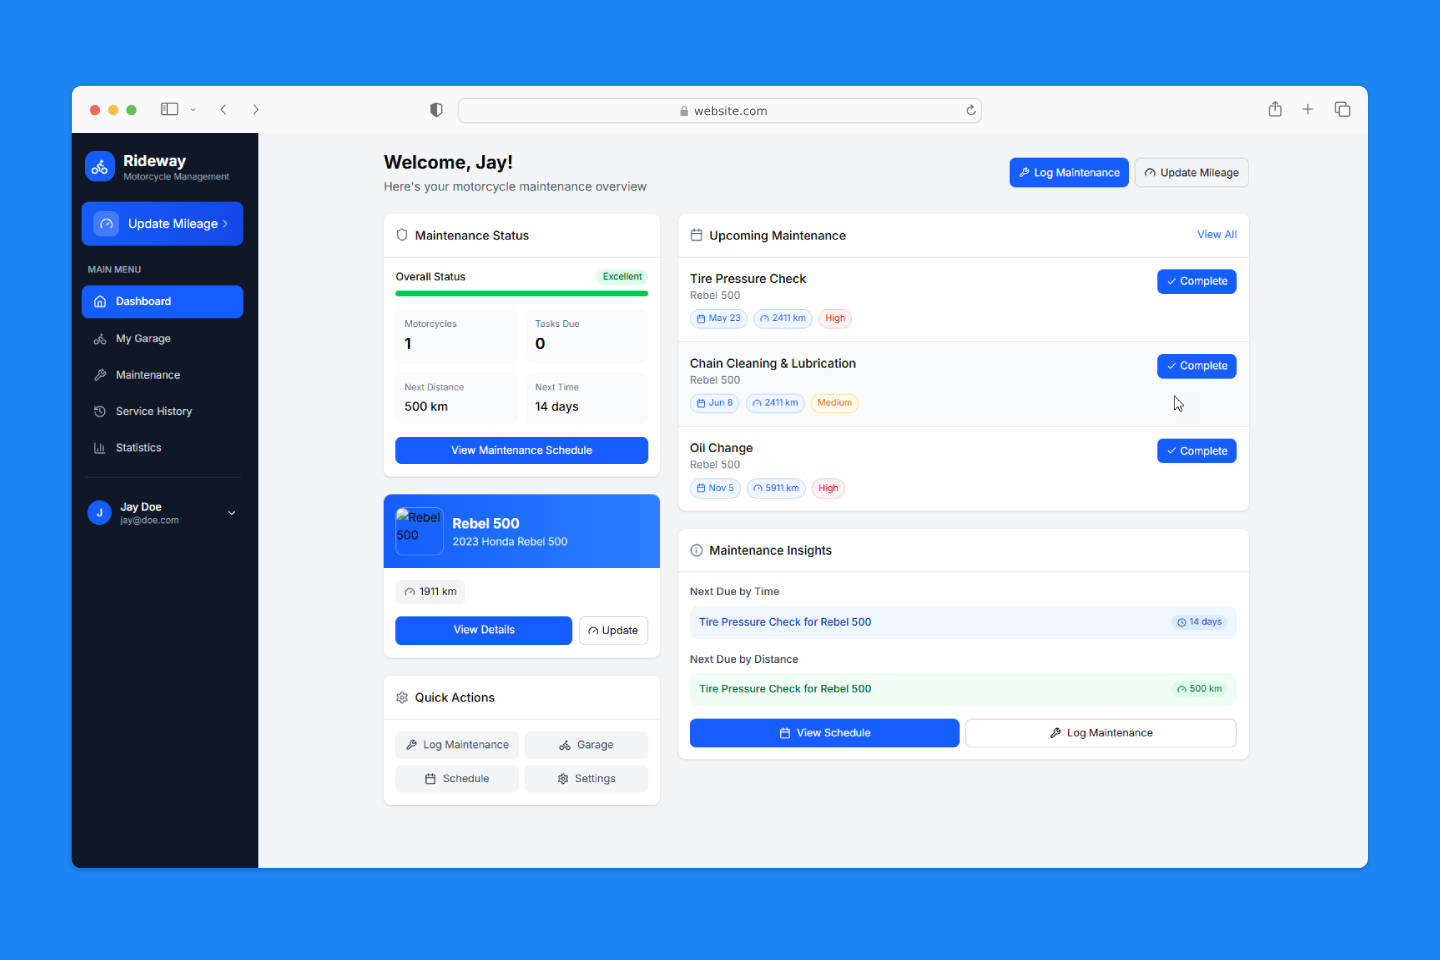 website.com
Rideway
Motorcycle Management
Update Mileage
MAIN MENU
Dashboard
My Garage
Maintenance
Service History
Statistics
J
Jay Doe
jay@doe.com
Welcome, Jay!
Here's your motorcycle maintenance overview
Log Maintenance
Update Mileage
Maintenance Status
Overall Status
Excellent
Motorcycles
1
Tasks Due
0
Next Distance
500 km
Next Time
14 days
View Maintenance Schedule
Rebel
500
Rebel 500
2023 Honda Rebel 500
1911 km
View Details
Update
Quick Actions
Log Maintenance
Garage
Schedule
Settings
Upcoming Maintenance
View All
Tire Pressure Check
Rebel 500
May 23
2411 km
High
Complete
Chain Cleaning & Lubrication
Rebel 500
Jun 8
2411 km
Medium
Complete
Oil Change
Rebel 500
Nov 5
5911 km
High
Complete
Maintenance Insights
Next Due by Time
Tire Pressure Check for Rebel 500
14 days
Next Due by Distance
Tire Pressure Check for Rebel 500
500 km
View Schedule
Log Maintenance